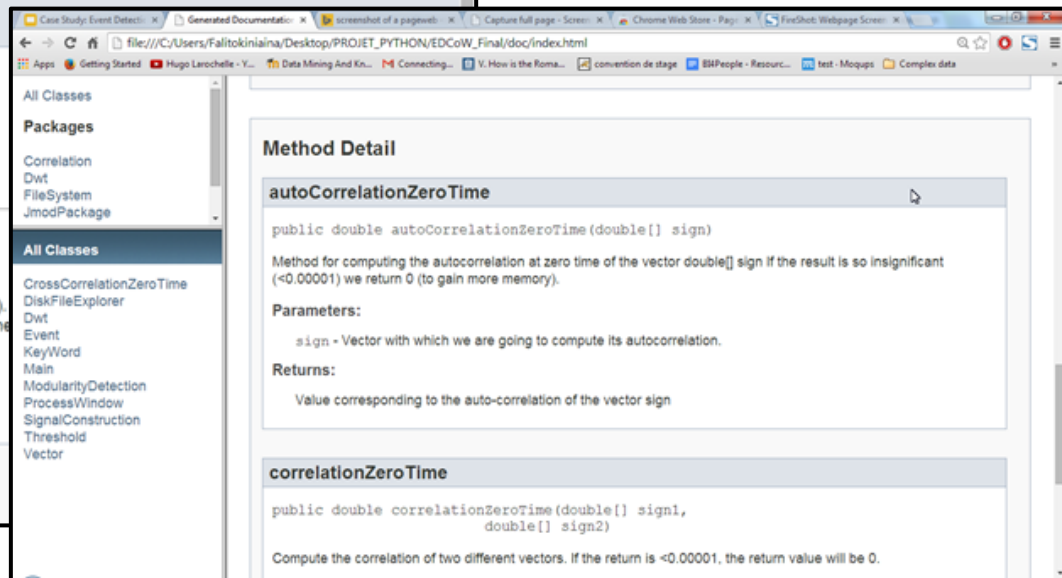 Case Study: Event Detecti
Generated Documentatio
screenshot of a pageweb
Capture full page - Screen
Chrome Web Store - Page
FireShot: Webpage Screen
file:///C:/Users/Falitokiniaina/Desktop/PROJET_PYTHON/EDCoW_Final/doc/index.html
Apps Getting Started Hugo Larochelle - Y... Data Mining And Kn... Connecting... V. How is the Roma... convention de stage BI4People - Resourc... test - Moqups Complex data »
All Classes
Packages
Correlation
Dwt
FileSystem
JmodPackage
All Classes
CrossCorrelationZeroTime
DiskFileExplorer
Dwt
Event
KeyWord
Main
ModularityDetection
ProcessWindow
SignalConstruction
Threshold
Vector
Method Detail
autoCorrelationZeroTime
public double autoCorrelationZeroTime(double[] sign)
Method for computing the autocorrelation at zero time of the vector double[] sign if the result is so insignificant
(<0.00001) we return 0 (to gain more memory).
Parameters:
sign - Vector with which we are going to compute its autocorrelation.
Returns:
Value corresponding to the auto-correlation of the vector sign
correlationZeroTime
public double correlationZeroTime(double[] sign1,
double[] sign2)
Compute the correlation of two different vectors. If the return is <0.00001, the return value will be 0.